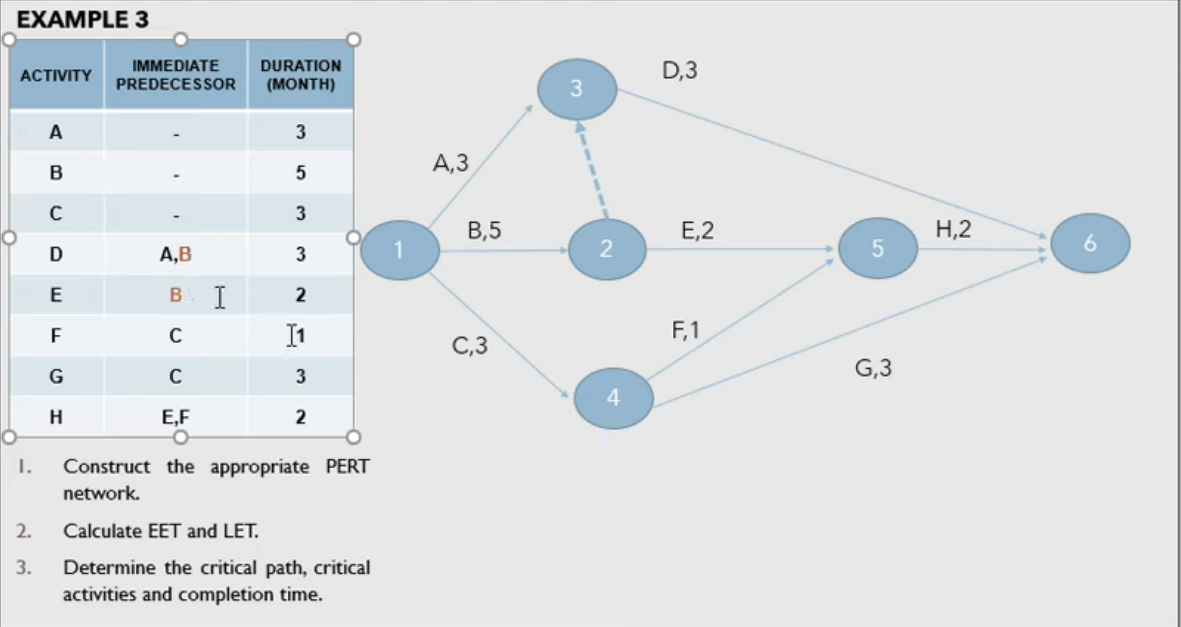 EXAMPLE 3
ACTIVITY IMMEDIATE PREDECESSOR DURATION (MONTH)
A - 3
B - 5
C - 3
D A,B 3
E B 2
F C 1
G C 3
H E,F 2
1. Construct the appropriate PERT
network.
2. Calculate EET and LET.
3. Determine the critical path, critical
activities and completion time.
3
D,3
A,3
1
B,5
2
E,2
5
H,2
6
C,3
F,1
4
G,3